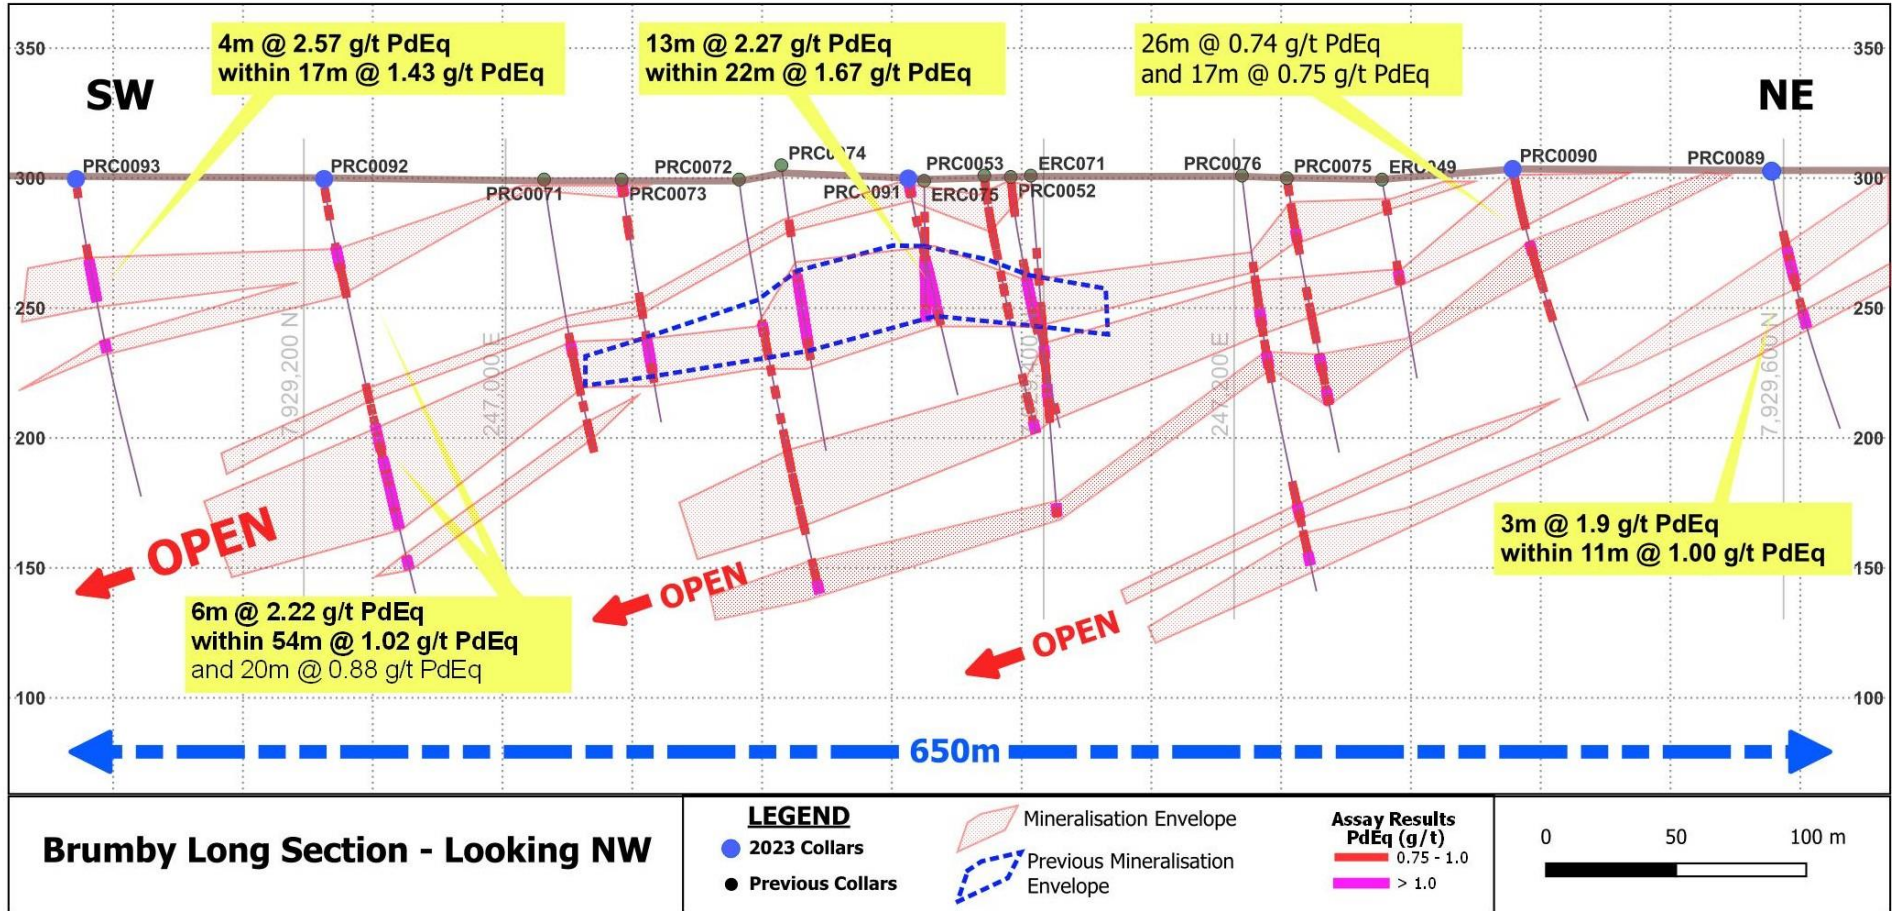 4m @ 2.57 g/t PdEq
within 17m @ 1.43 g/t PdEq
13m @ 2.27 g/t PdEq
within 22m @ 1.67 g/t PdEq
26m @ 0.74 g/t PdEq
and 17m @ 0.75 g/t PdEq
350
350
SW
NE
PRC0093
PRC0092
PRC0071
PRC0073
PRC0072
PRC0074
PRC0091
PRC0053
ERC075
ERC071
PRC0052
PRC0076
PRC0075
ERC049
PRC0090
PRC0089
300
300
250
250
7,929,200 N
247,000 E
247,200 E
7,929,600 N
200
200
OPEN
OPEN
OPEN
3m @ 1.9 g/t PdEq
within 11m @ 1.00 g/t PdEq
150
150
6m @ 2.22 g/t PdEq
within 54m @ 1.02 g/t PdEq
and 20m @ 0.88 g/t PdEq
100
100
650m
Brumby Long Section - Looking NW
LEGEND
2023 Collars
Previous Collars
Mineralisation Envelope
Previous Mineralisation
Envelope
Assay Results
PdEq (g/t)
0.75 - 1.0
> 1.0
0 50 100 m